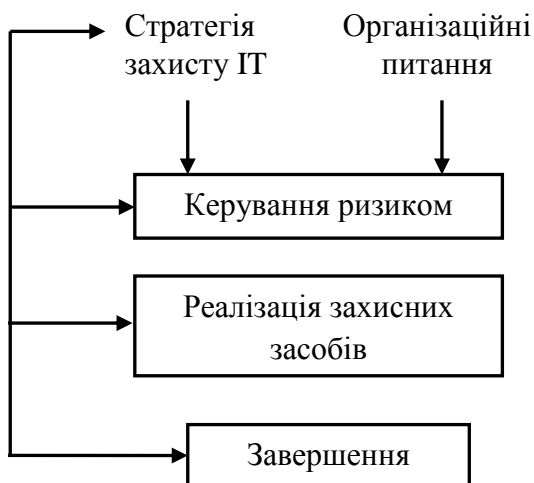 Стратегія
захисту ІТ
Організаційні
питання
Керування ризиком
Реалізація захисних
засобів
Завершення